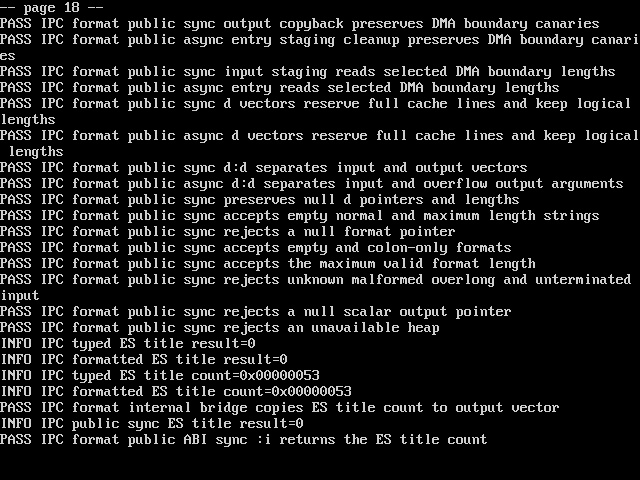 -- page 18 --
PASS IPC format public sync output copyback preserves DMA boundary canaries
PASS IPC format public async entry staging cleanup preserves DMA boundary canari
es
PASS IPC format public sync input staging reads selected DMA boundary lengths
PASS IPC format public async entry reads selected DMA boundary lengths
PASS IPC format public sync d vectors reserve full cache lines and keep logical
lengths
PASS IPC format public async d vectors reserve full cache lines and keep logical
 lengths
PASS IPC format public sync d:d separates input and output vectors
PASS IPC format public async d:d separates input and overflow output arguments
PASS IPC format public sync preserves null d pointers and lengths
PASS IPC format public sync accepts empty normal and maximum length strings
PASS IPC format public sync rejects a null format pointer
PASS IPC format public sync accepts empty and colon-only formats
PASS IPC format public sync accepts the maximum valid format length
PASS IPC format public sync rejects unknown malformed overlong and unterminated
input
PASS IPC format public sync rejects a null scalar output pointer
PASS IPC format public sync rejects an unavailable heap
INFO IPC typed ES title result=0
INFO IPC formatted ES title result=0
INFO IPC typed ES title count=0x00000053
INFO IPC formatted ES title count=0x00000053
PASS IPC format internal bridge copies ES title count to output vector
INFO IPC public sync ES title result=0
PASS IPC format public ABI sync :i returns the ES title count